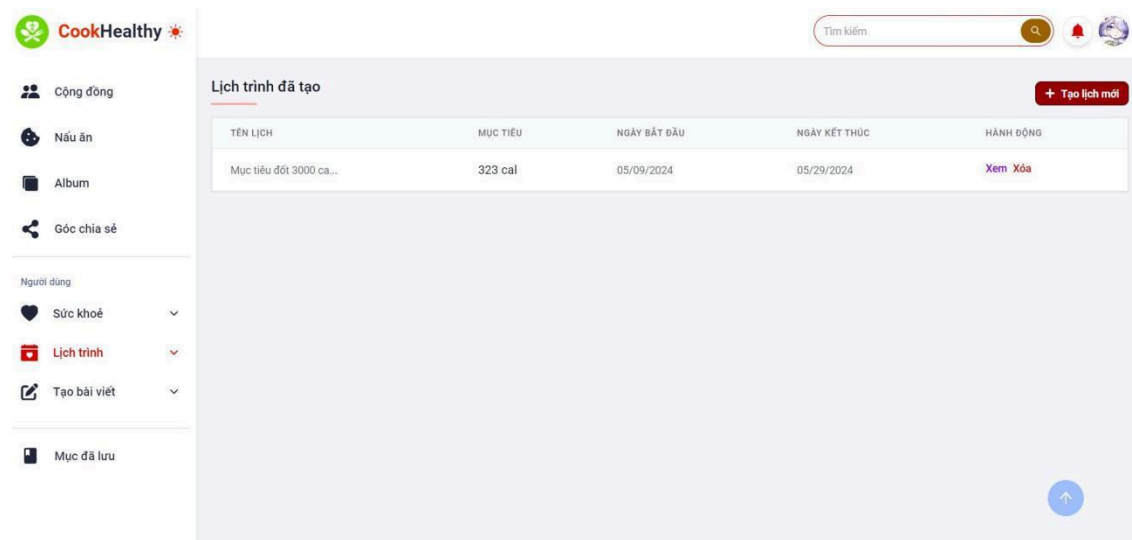 CookHealthy
Tìm kiếm
Cộng đồng
Nấu ăn
Album
Góc chia sẻ
Người dùng
Sức khoẻ
Lịch trình
Tạo bài viết
Mục đã lưu
Lịch trình đã tạo
+ Tạo lịch mới
TÊN LỊCH MỤC TIÊU NGÀY BẮT ĐẦU NGÀY KẾT THÚC HÀNH ĐỘNG
Mục tiêu đốt 3000 ca... 323 cal 05/09/2024 05/29/2024 Xem Xóa